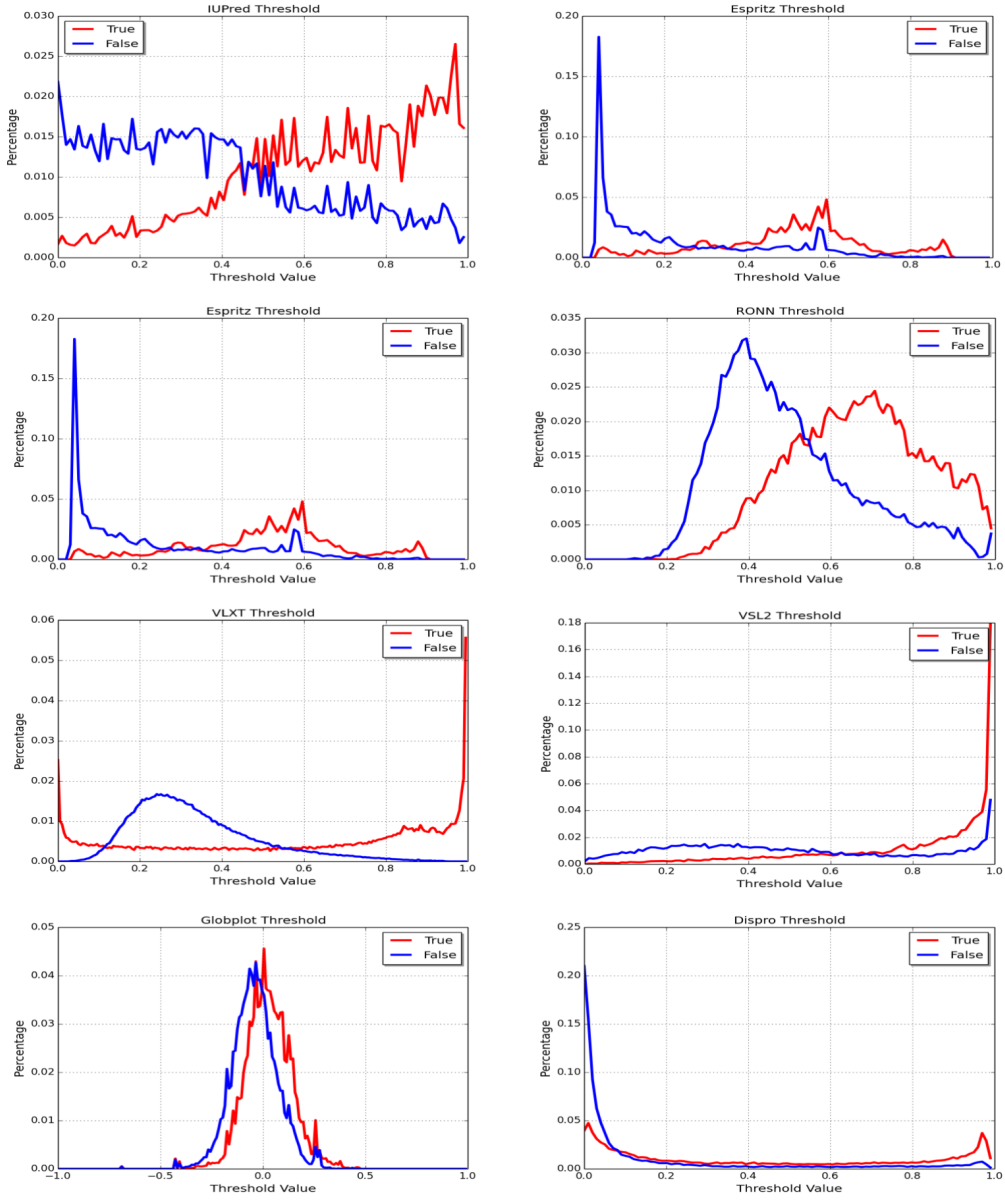 IUPred Threshold
0.030
0.025
0.020
0.015
0.010
0.005
0.000
Percentage
True
False
0.0 0.2 0.4 0.6 0.8 1.0
Threshold Value
Espritz Threshold
0.20
0.15
0.10
0.05
0.00
Percentage
True
False
0.0 0.2 0.4 0.6 0.8 1.0
Threshold Value
Espritz Threshold
0.20
0.15
0.10
0.05
0.00
Percentage
True
False
0.0 0.2 0.4 0.6 0.8 1.0
Threshold Value
RONN Threshold
0.035
0.030
0.025
0.020
0.015
0.010
0.005
0.000
Percentage
True
False
0.0 0.2 0.4 0.6 0.8 1.0
Threshold Value
VLXT Threshold
0.06
0.05
0.04
0.03
0.02
0.01
0.00
Percentage
True
False
0.0 0.2 0.4 0.6 0.8 1.0
Threshold Value
VSL2 Threshold
0.18
0.16
0.14
0.12
0.10
0.08
0.06
0.04
0.02
0.00
Percentage
True
False
0.0 0.2 0.4 0.6 0.8 1.0
Threshold Value
Globplot Threshold
0.05
0.04
0.03
0.02
0.01
0.00
Percentage
True
False
−1.0 −0.5 0.0 0.5 1.0
Threshold Value
Dispro Threshold
0.25
0.20
0.15
0.10
0.05
0.00
Percentage
True
False
0.0 0.2 0.4 0.6 0.8 1.0
Threshold Value